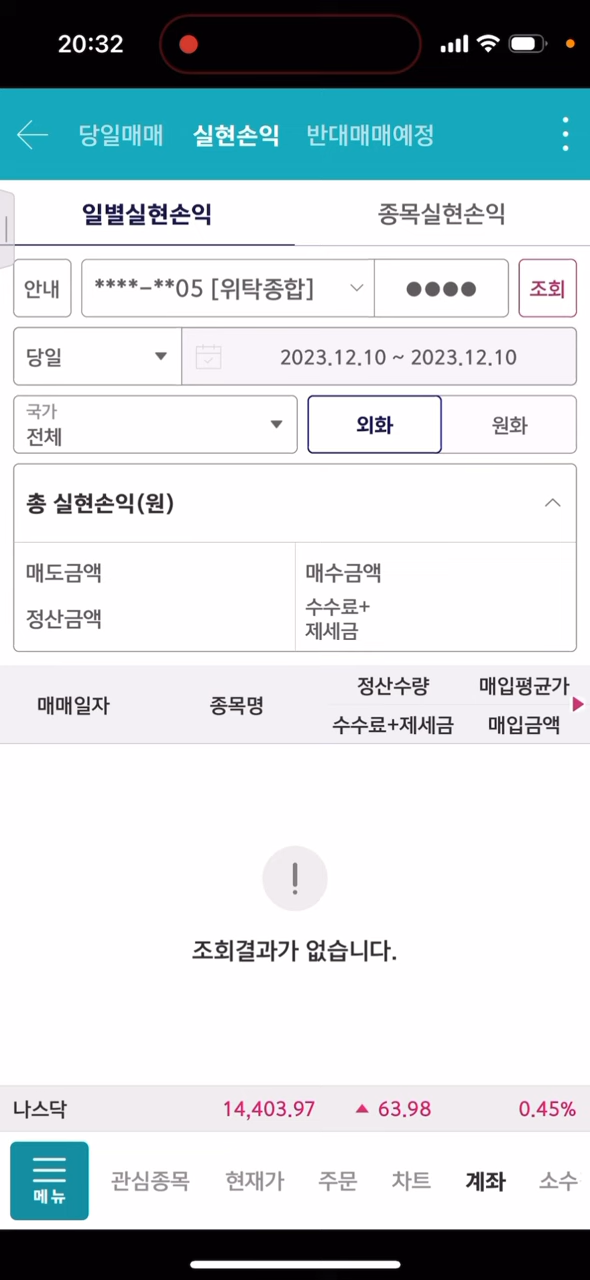 20:32
당일매매 실현손익 반대매매예정
일별실현손익 종목실현손익
안내 ****-**05 [위탁종합] ●●●● 조회
당일 2023.12.10 ~ 2023.12.10
국가
전체 외화 원화
총 실현손익(원)
매도금액 매수금액
정산금액 수수료+
제세금
매매일자 종목명 정산수량 매입평균가
수수료+제세금 매입금액
조회결과가 없습니다.
나스닥 14,403.97 ▲ 63.98 0.45%
메뉴 관심종목 현재가 주문 차트 계좌 소수